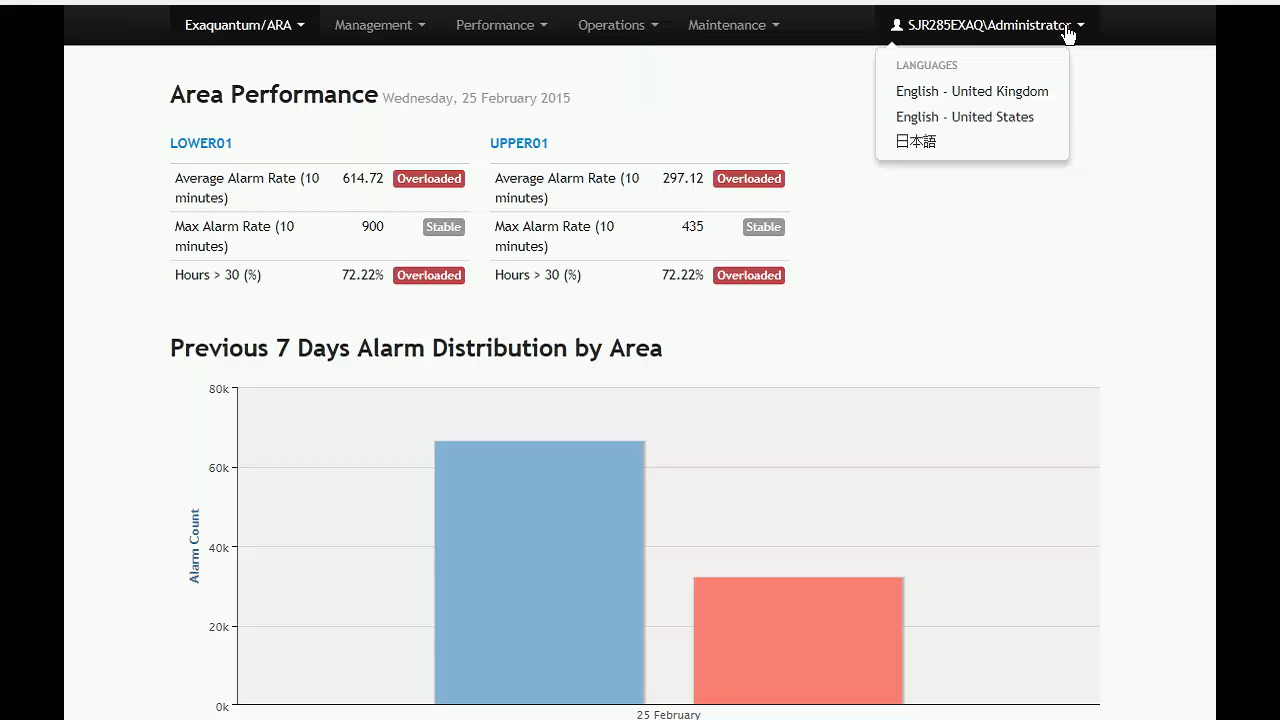 Exaquantum/ARA Management Performance Operations Maintenance SJR285EXAQ\Administrator
LANGUAGES
English - United Kingdom
English - United States
日本語
Area Performance Wednesday, 25 February 2015
LOWER01
Average Alarm Rate (10 minutes) 614.72 Overloaded
Max Alarm Rate (10 minutes) 900 Stable
Hours > 30 (%) 72.22% Overloaded
UPPER01
Average Alarm Rate (10 minutes) 297.12 Overloaded
Max Alarm Rate (10 minutes) 435 Stable
Hours > 30 (%) 72.22% Overloaded
Previous 7 Days Alarm Distribution by Area
Alarm Count
80k
60k
40k
20k
0k
25 February